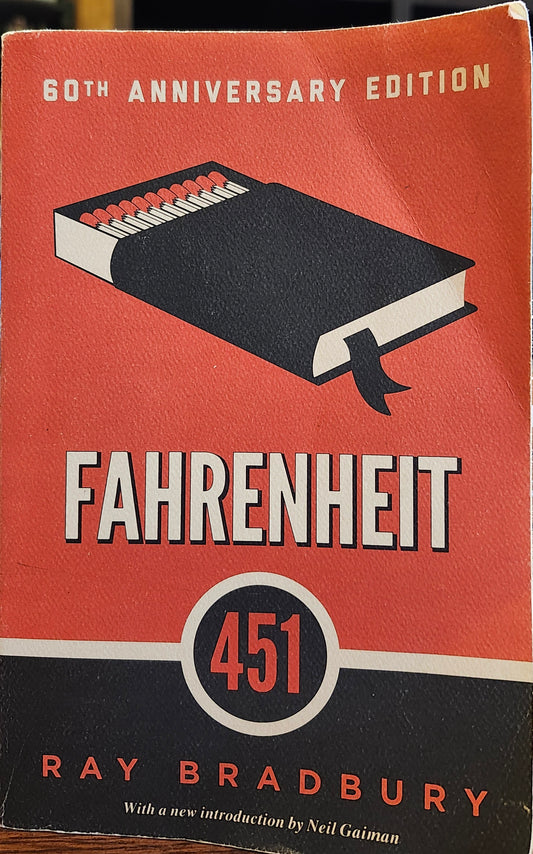 60TH ANNIVERSARY EDITION
FAHRENHEIT
451
RAY BRADBURY
With a new introduction by Neil Gaiman